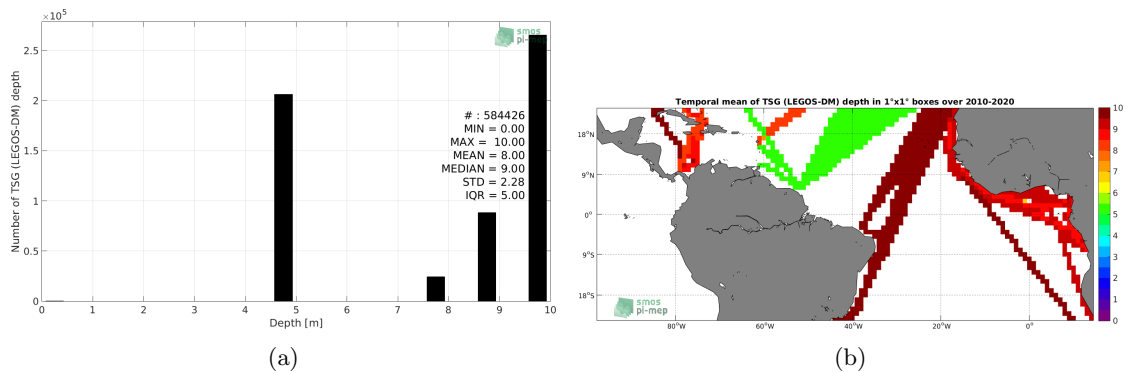 ×10⁵
smos
pi-mep
2.5
2
1.5
1
0.5
0
Number of TSG (LEGOS-DM) depth
# : 584426
MIN = 0.00
MAX = 10.00
MEAN = 8.00
MEDIAN = 9.00
STD = 2.28
IQR = 5.00
0 1 2 3 4 5 6 7 8 9 10
Depth [m]
(a)
Temporal mean of TSG (LEGOS-DM) depth in 1°x1° boxes over 2010-2020
18°N
9°N
0°
9°S
18°S
80°W 60°W 40°W 20°W 0°
10
9
8
7
6
5
4
3
2
1
0
smos
pi-mep
(b)